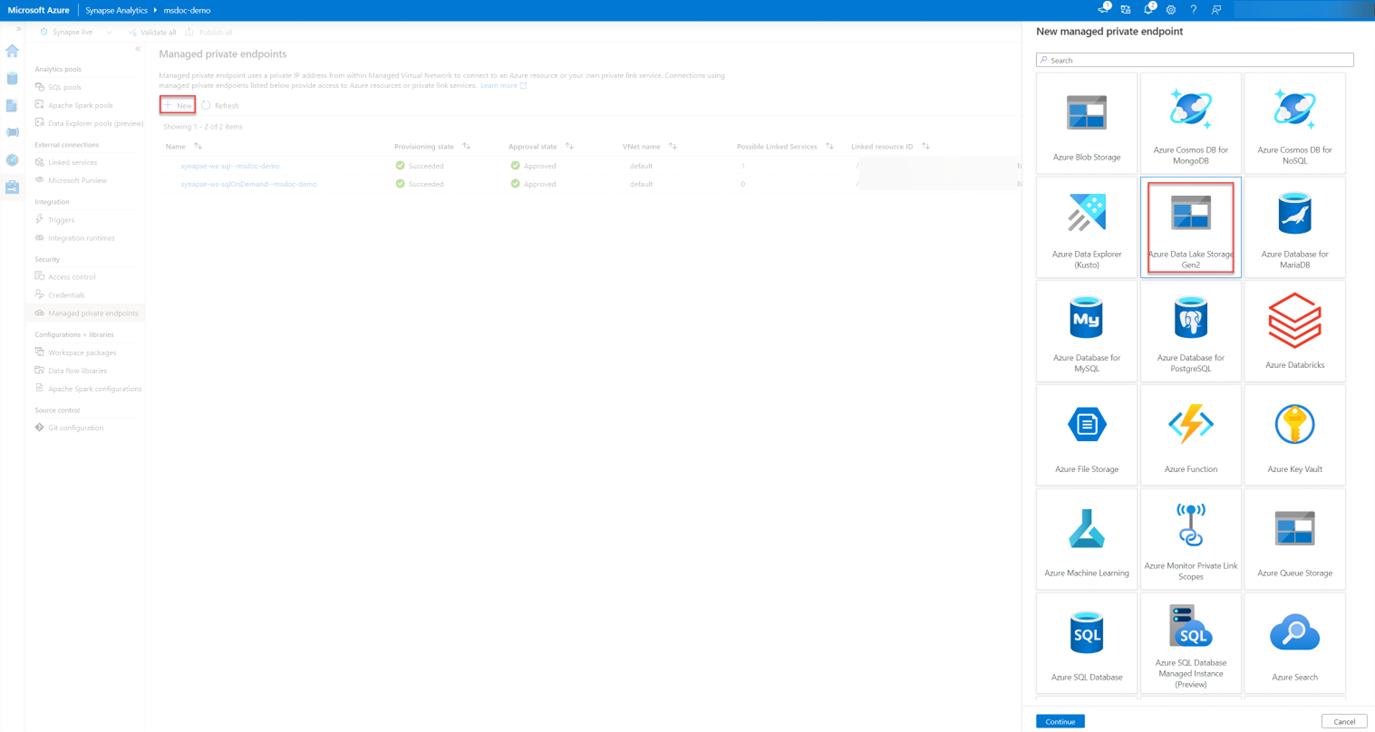 Microsoft Azure
Synapse Analytics
msdoc-demo
1
2
Synapse live
Validate all
Publish all
Analytics pools
SQL pools
Apache Spark pools
Data Explorer pools (preview)
External connections
Linked services
Microsoft Purview
Integration
Triggers
Integration runtimes
Security
Access control
Credentials
Managed private endpoints
Configurations + libraries
Workspace packages
Data flow libraries
Apache Spark configurations
Source control
Git configuration
Managed private endpoints
Managed private endpoint uses a private IP address from within Managed Virtual Network to connect to an Azure resource or your own private link service. Connections using
managed private endpoints listed below provide access to Azure resources or private link services. Learn more
New
Refresh
Showing 1 - 2 of 2 items
Name Provisioning state Approval state VNet name Possible Linked Services Linked resource ID
synapse-ws-sql--msdoc-demo Succeeded Approved default 1 /
synapse-ws-sqlOnDemand--msdoc-demo Succeeded Approved default 0 /
New managed private endpoint
Search
Azure Blob Storage
Azure Cosmos DB for
MongoDB
Azure Cosmos DB for
NoSQL
Azure Data Explorer
(Kusto)
Azure Data Lake Storage
Gen2
Azure Database for
MariaDB
My
Azure Database for
MySQL
Azure Database for
PostgreSQL
Azure Databricks
Azure File Storage
Azure Function
Azure Key Vault
Azure Machine Learning
Azure Monitor Private Link
Scopes
Azure Queue Storage
SQL
Azure SQL Database
SQL
Azure SQL Database
Managed Instance
(Preview)
Azure Search
Continue
Cancel